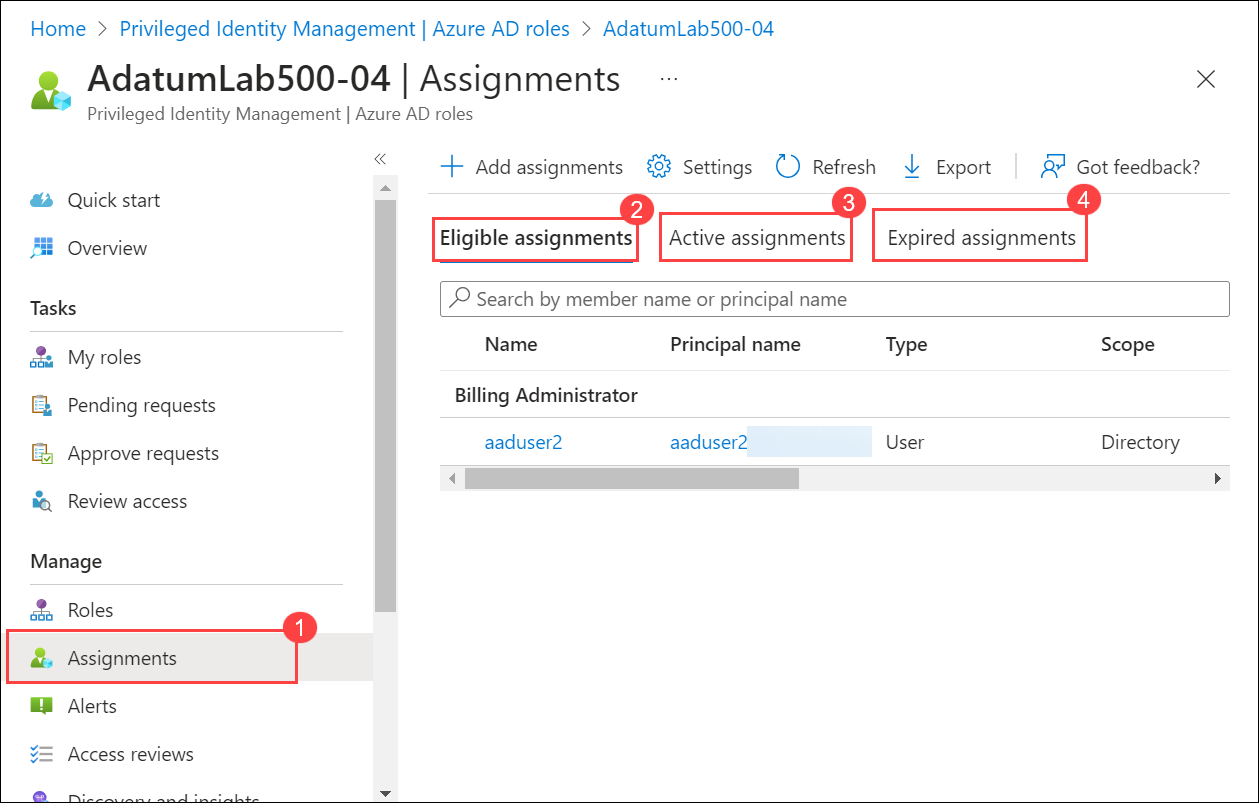 Home > Privileged Identity Management | Azure AD roles > AdatumLab500-04
AdatumLab500-04 | Assignments ...
Privileged Identity Management | Azure AD roles
«
Quick start
Overview
Tasks
My roles
Pending requests
Approve requests
Review access
Manage
Roles
1
Assignments
Alerts
Access reviews
Discovery and insights
+ Add assignments Settings Refresh Export | Got feedback?
2 3 4
Eligible assignments Active assignments Expired assignments
Search by member name or principal name
Name Principal name Type Scope
Billing Administrator
aaduser2 aaduser2 User Directory